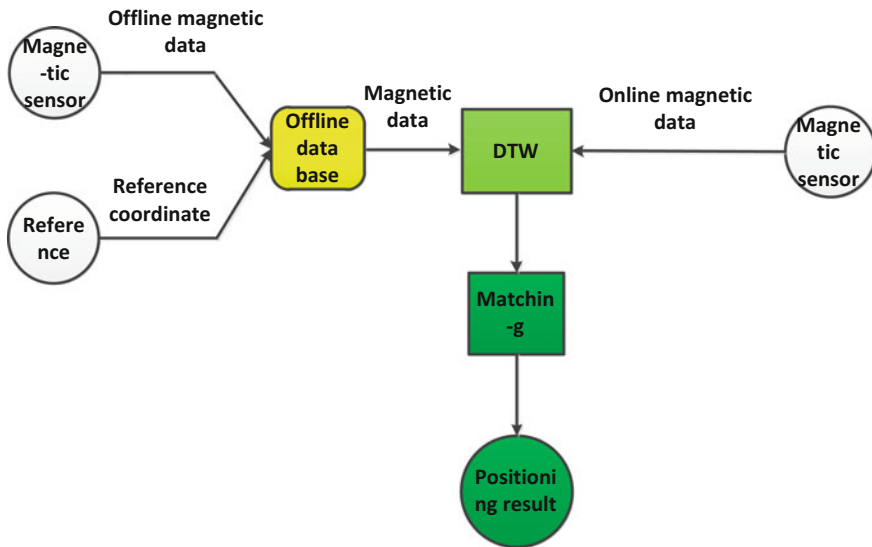 Offline magnetic
data
Magne
-tic
sensor
Magnetic
data
Online magnetic
data
Offline
data
base
DTW
Magne
tic
sensor
Reference
coordinate
Refere
nce
Matchin
-g
Positioni
ng result